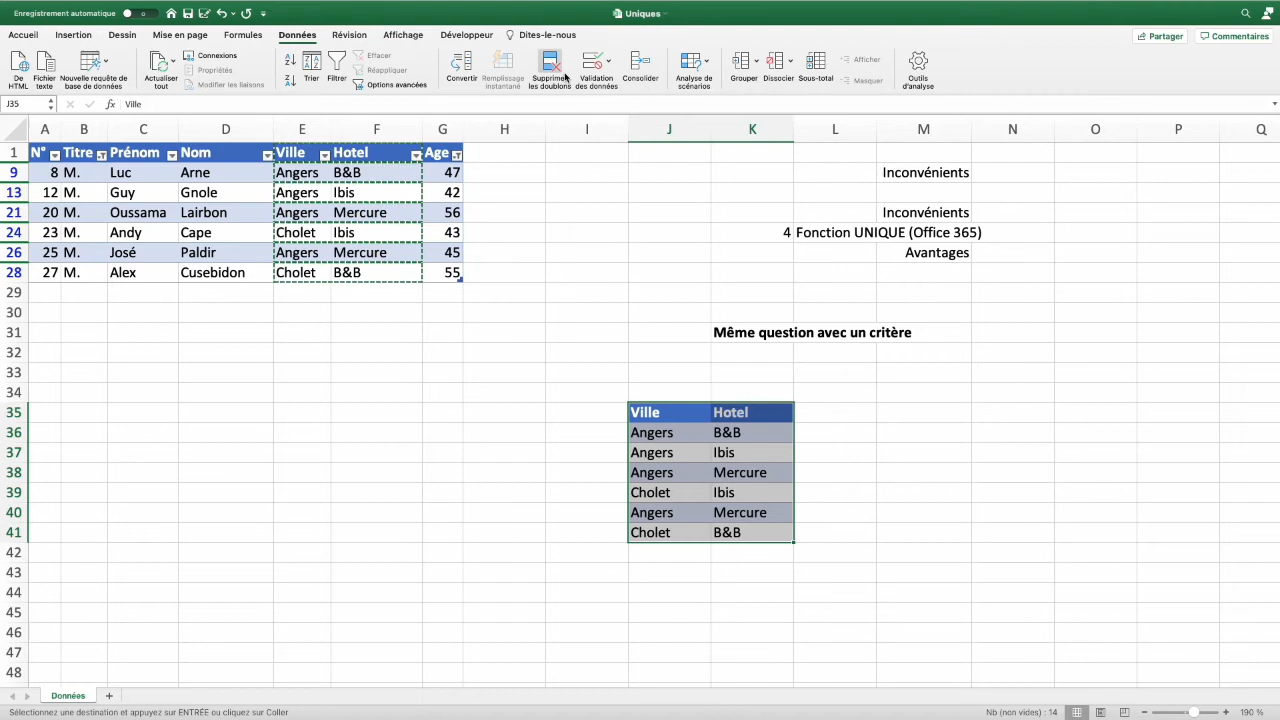 Enregistrement automatique
Uniques
Accueil Insertion Dessin Mise en page Formules Données Révision Affichage Développeur Dites-le-nous Partager Commentaires
De HTML
Fichier texte
Nouvelle requête de base de données
Actualiser tout
Connexions
Propriétés
Modifier les liaisons
Trier
Filtrer
Effacer
Réappliquer
Options avancées
Convertir
Remplissage instantané
Supprimer les doublons
Validation des données
Consolider
Analyse de scénarios
Grouper
Dissocier
Sous-total
Afficher
Masquer
Outils d'analyse
J35 fx Ville
A B C D E F G H I J K L M N O P Q
1 N° Titre Prénom Nom Ville Hotel Age
9 8 M. Luc Arne Angers B&B 47 Inconvénients
13 12 M. Guy Gnole Angers Ibis 42
21 20 M. Oussama Lairbon Angers Mercure 56 Inconvénients
24 23 M. Andy Cape Cholet Ibis 43 4 Fonction UNIQUE (Office 365)
26 25 M. José Paldir Angers Mercure 45 Avantages
28 27 M. Alex Cusebidon Cholet B&B 55
29
30
31 Même question avec un critère
32
33
34
35 Ville Hotel
36 Angers B&B
37 Angers Ibis
38 Angers Mercure
39 Cholet Ibis
40 Angers Mercure
41 Cholet B&B
42
43
44
45
46
47
48
Données +
Sélectionnez une destination et appuyez sur ENTRÉE ou cliquez sur Coller Nb (non vides) : 14 190 %